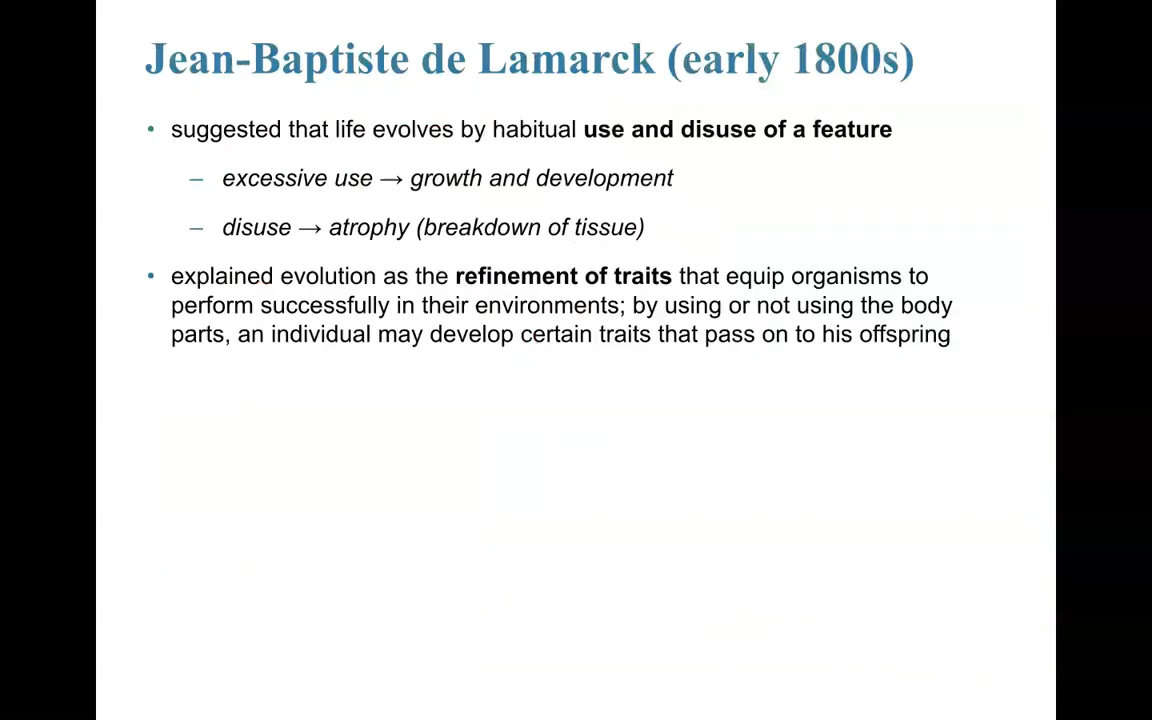 Jean-Baptiste de Lamarck (early 1800s)
• suggested that life evolves by habitual use and disuse of a feature
– excessive use → growth and development
– disuse → atrophy (breakdown of tissue)
• explained evolution as the refinement of traits that equip organisms to
perform successfully in their environments; by using or not using the body
parts, an individual may develop certain traits that pass on to his offspring